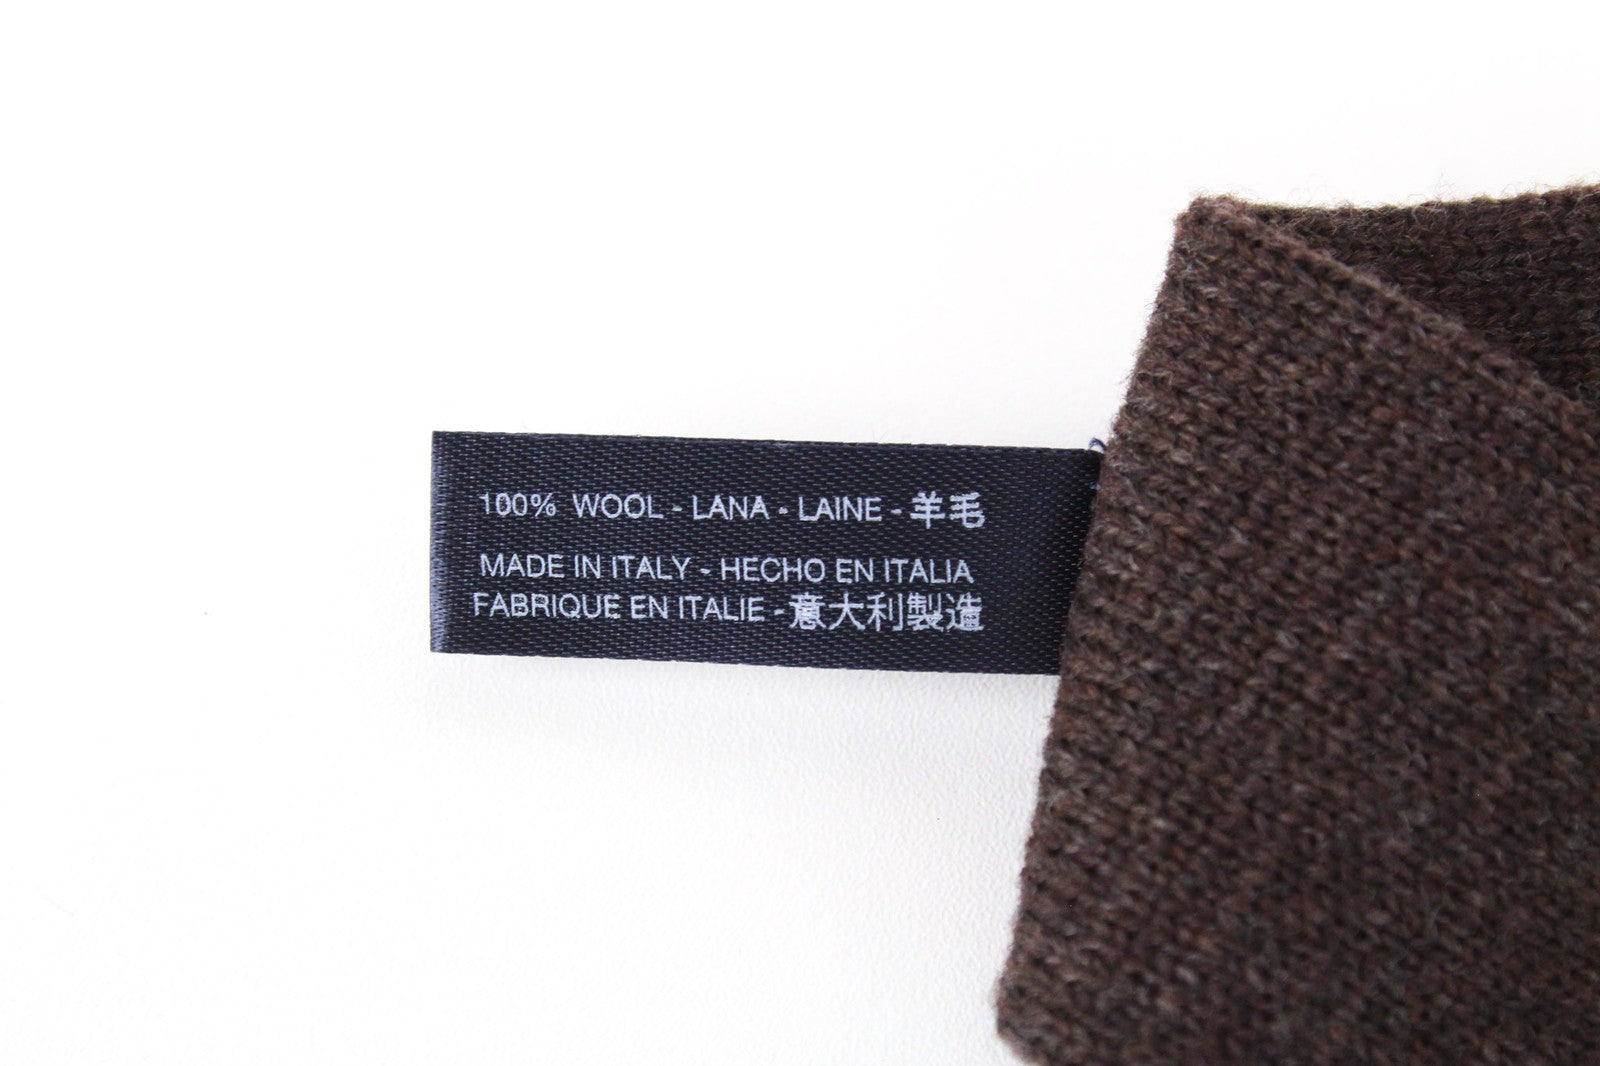 100% WOOL - LANA - LAINE - 羊毛
MADE IN ITALY - HECHO EN ITALIA
FABRIQUE EN ITALIE - 意大利製造